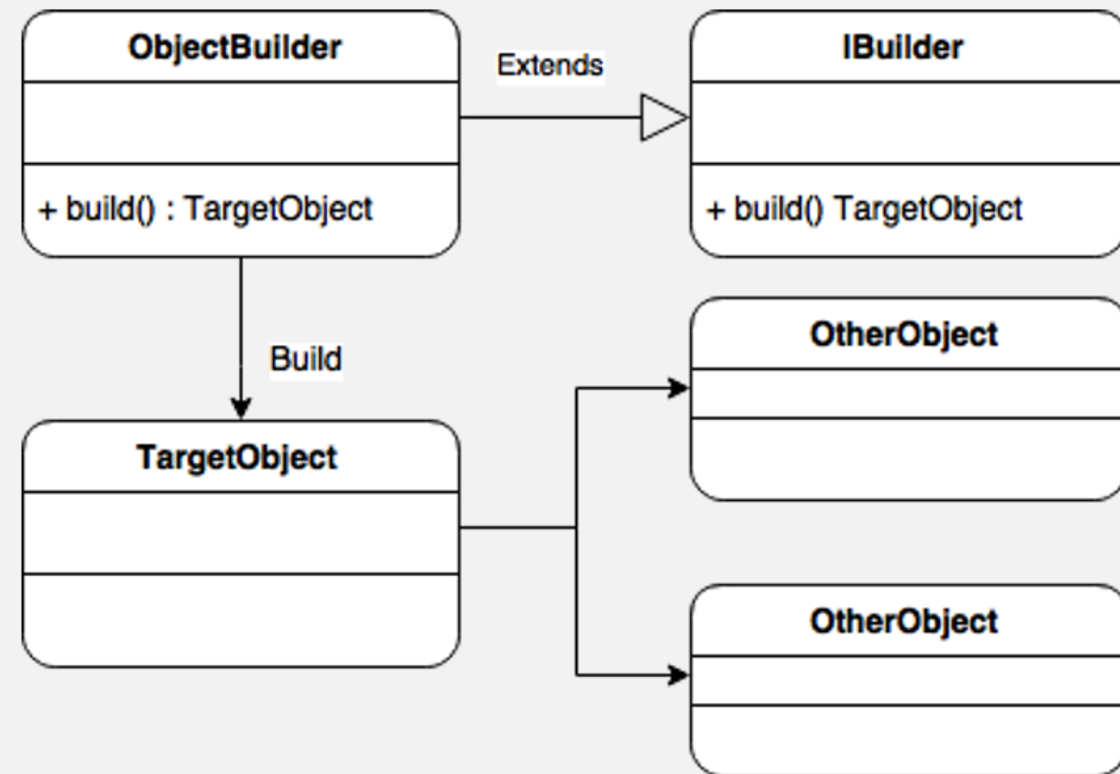 ObjectBuilder
Extends
IBuilder
+ build() : TargetObject
+ build() TargetObject
Build
OtherObject
TargetObject
OtherObject